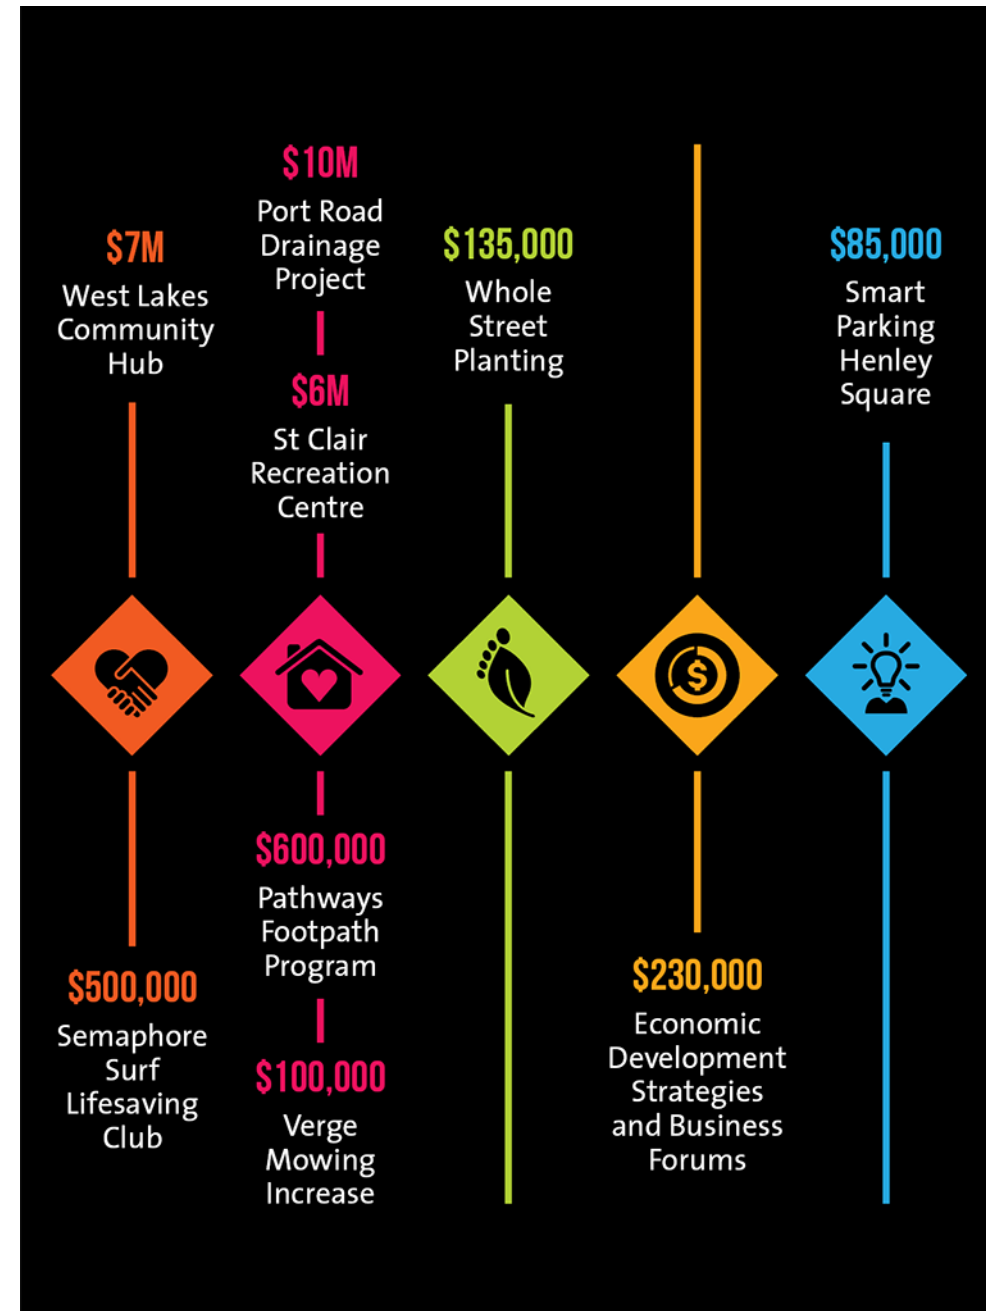 $7M
West Lakes
Community
Hub
$500,000
Semaphore
Surf
Lifesaving
Club
$10M
Port Road
Drainage
Project
$6M
St Clair
Recreation
Centre
$600,000
Pathways
Footpath
Program
$100,000
Verge
Mowing
Increase
$135,000
Whole
Street
Planting
$
$230,000
Economic
Development
Strategies
and Business
Forums
$85,000
Smart
Parking
Henley
Square